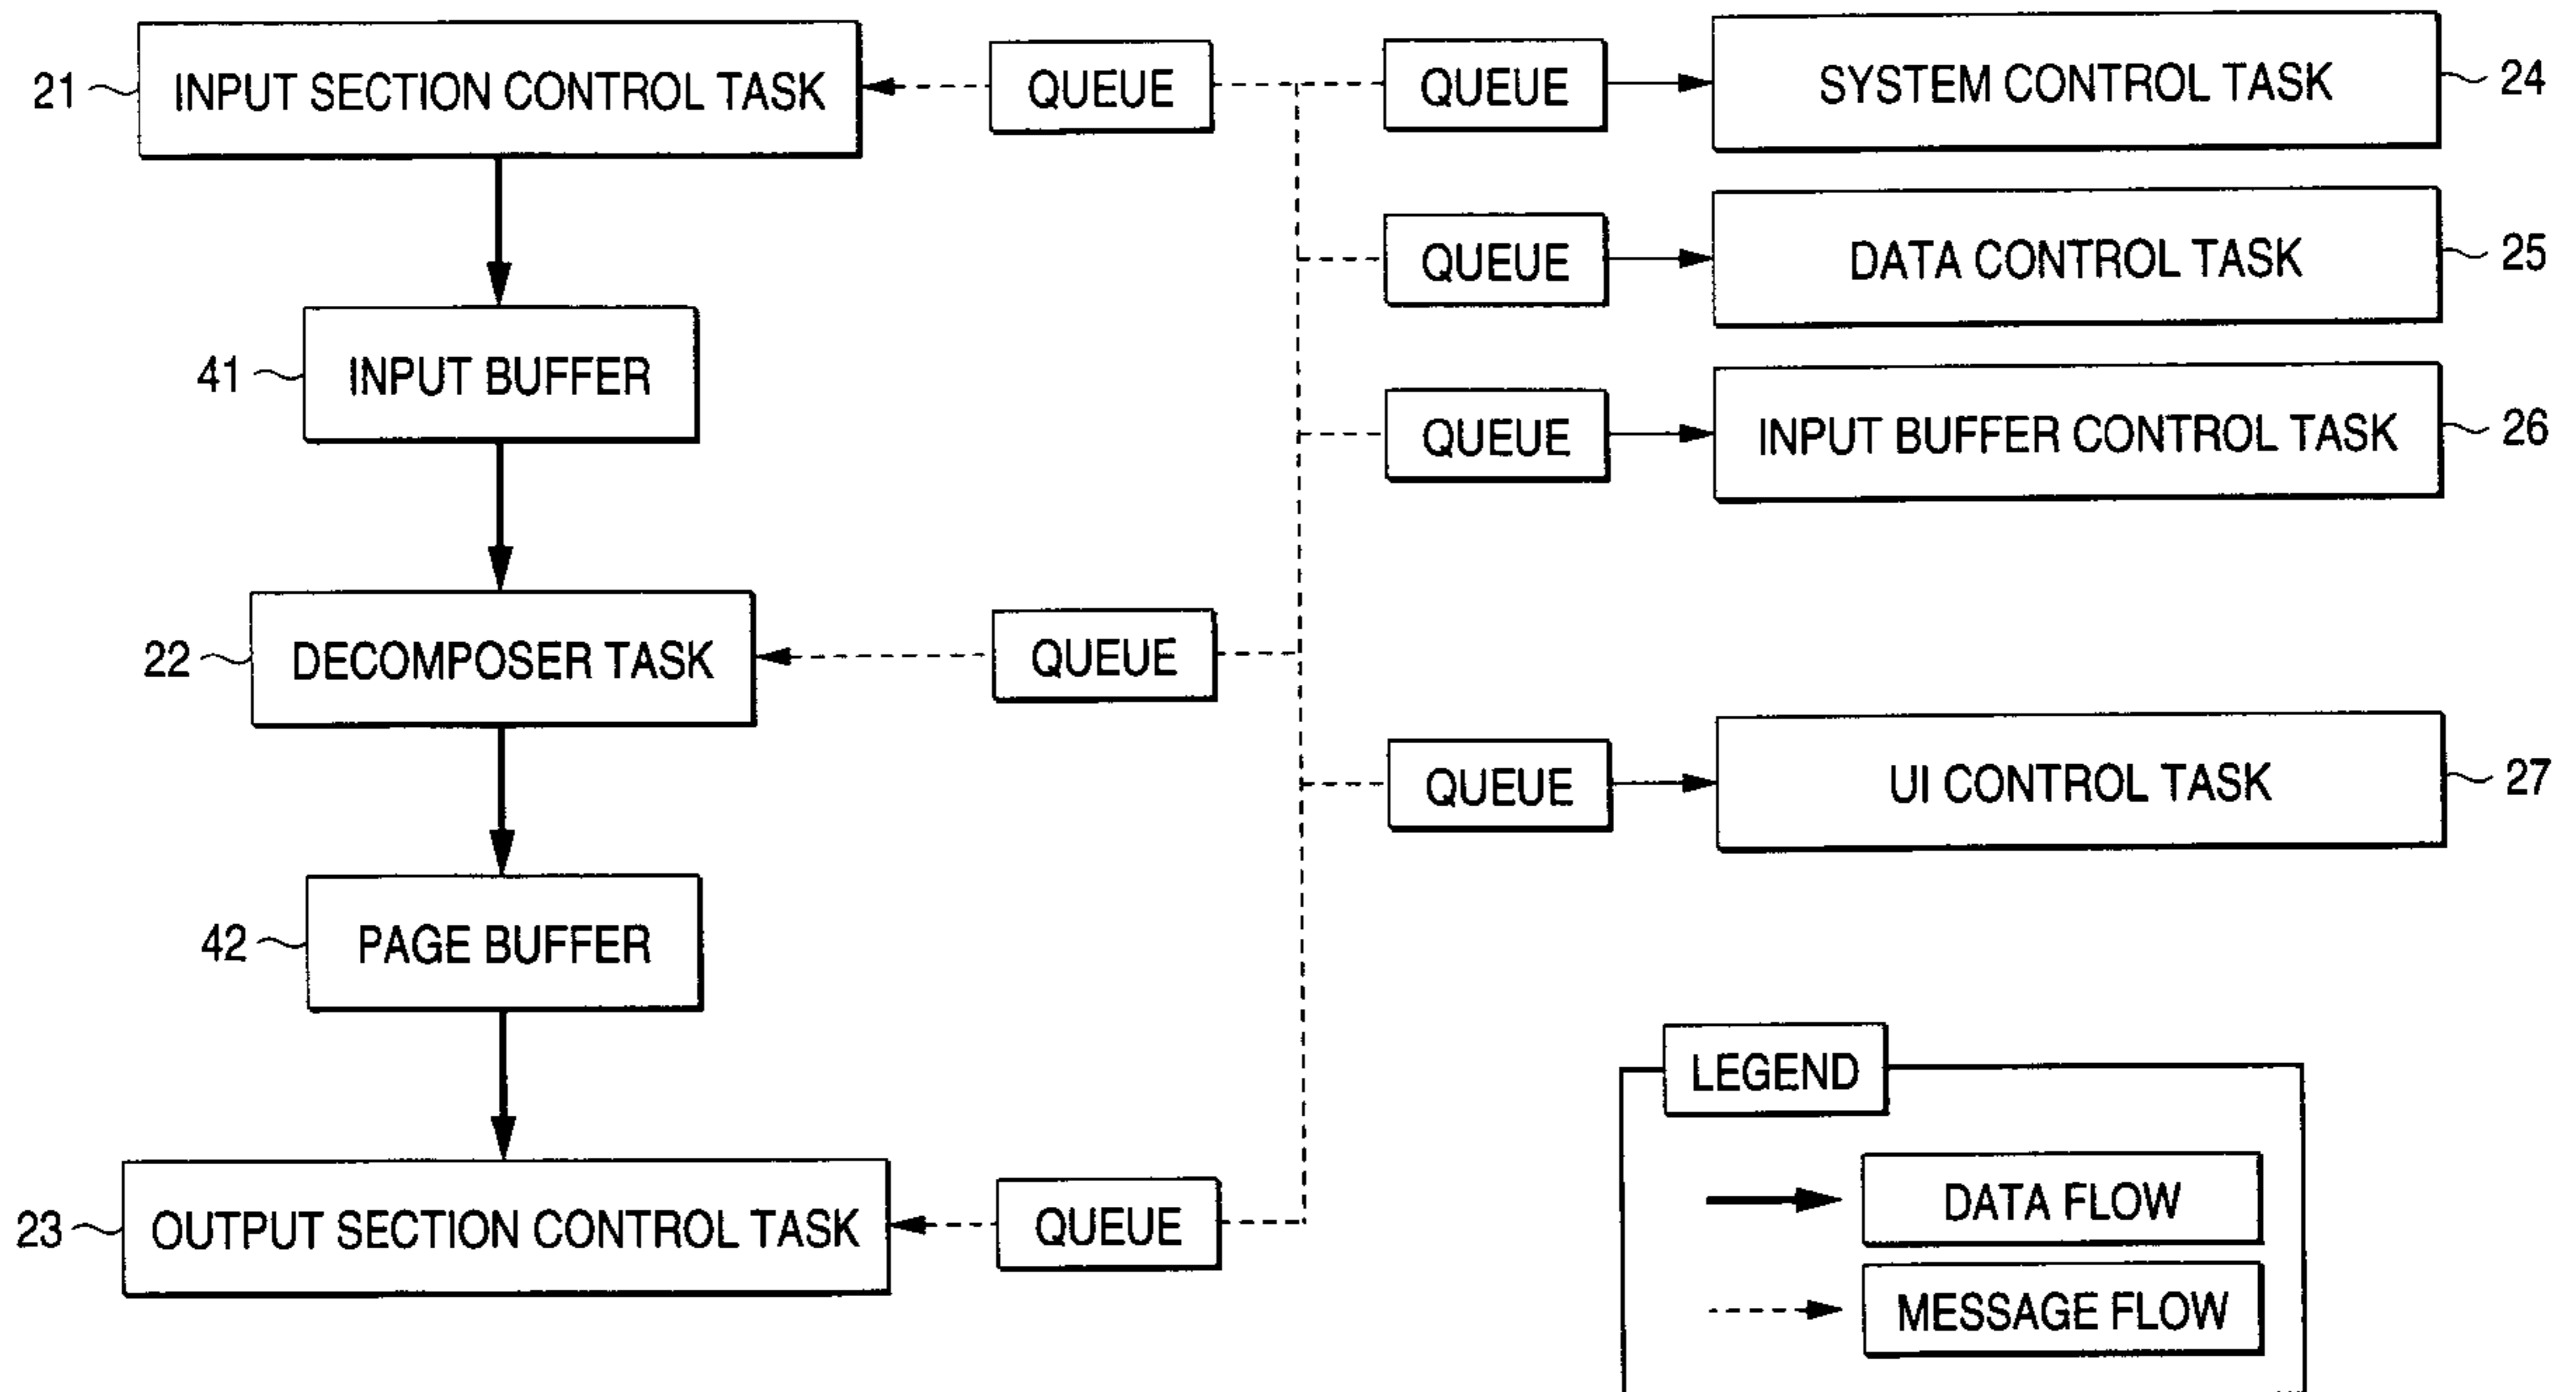 21
INPUT SECTION CONTROL TASK
QUEUE
QUEUE
SYSTEM CONTROL TASK
24
QUEUE
DATA CONTROL TASK
25
41
INPUT BUFFER
QUEUE
INPUT BUFFER CONTROL TASK
26
22
DECOMPOSER TASK
QUEUE
QUEUE
UI CONTROL TASK
27
42
PAGE BUFFER
23
OUTPUT SECTION CONTROL TASK
QUEUE
LEGEND
DATA FLOW
MESSAGE FLOW